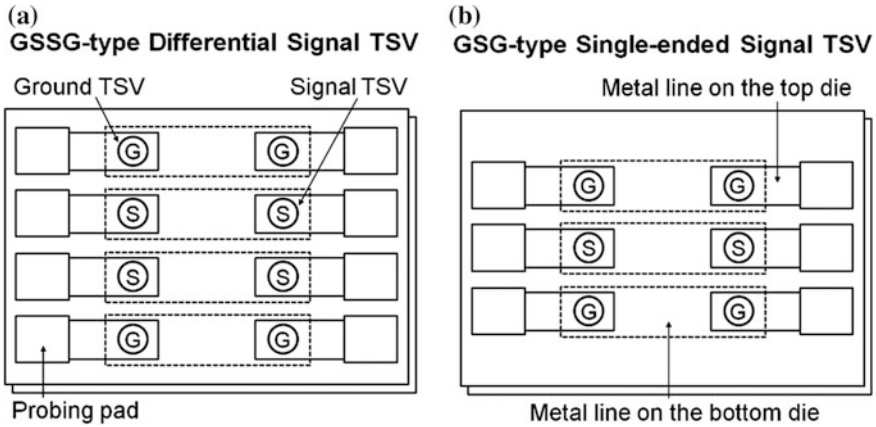 (a)
GSSG-type Differential Signal TSV
Ground TSV
Signal TSV
G G
S S
S S
G G
Probing pad
(b)
GSG-type Single-ended Signal TSV
Metal line on the top die
G G
S S
G G
Metal line on the bottom die